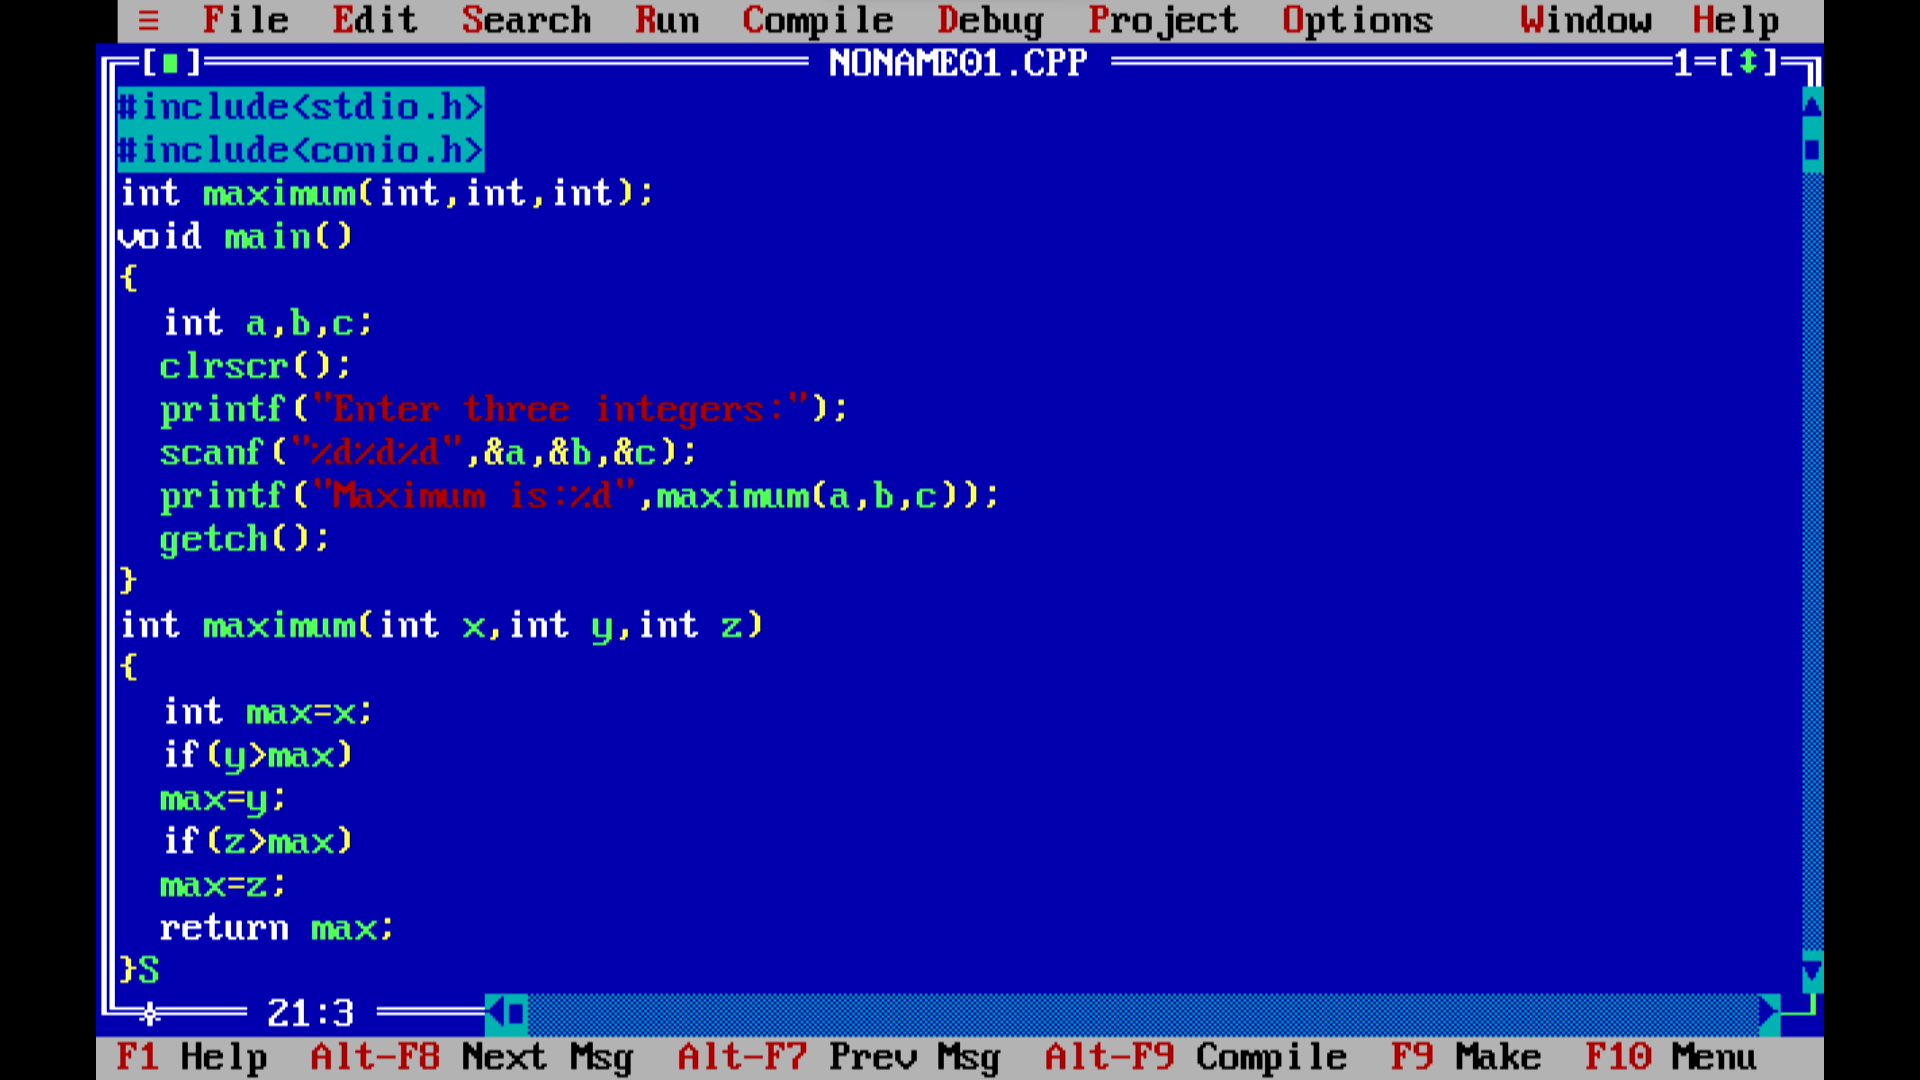 ≡ File Edit Search Run Compile Debug Project Options Window Help
[■] NONAME01.CPP 1=[↕]
#include<stdio.h>
#include<conio.h>
int maximum(int,int,int);
void main()
{
int a,b,c;
clrscr();
printf("Enter three integers:");
scanf("%d%d%d",&a,&b,&c);
printf("Maximum is:%d",maximum(a,b,c));
getch();
}
int maximum(int x,int y,int z)
{
int max=x;
if(y>max)
max=y;
if(z>max)
max=z;
return max;
}S
21:3
F1 Help Alt-F8 Next Msg Alt-F7 Prev Msg Alt-F9 Compile F9 Make F10 Menu